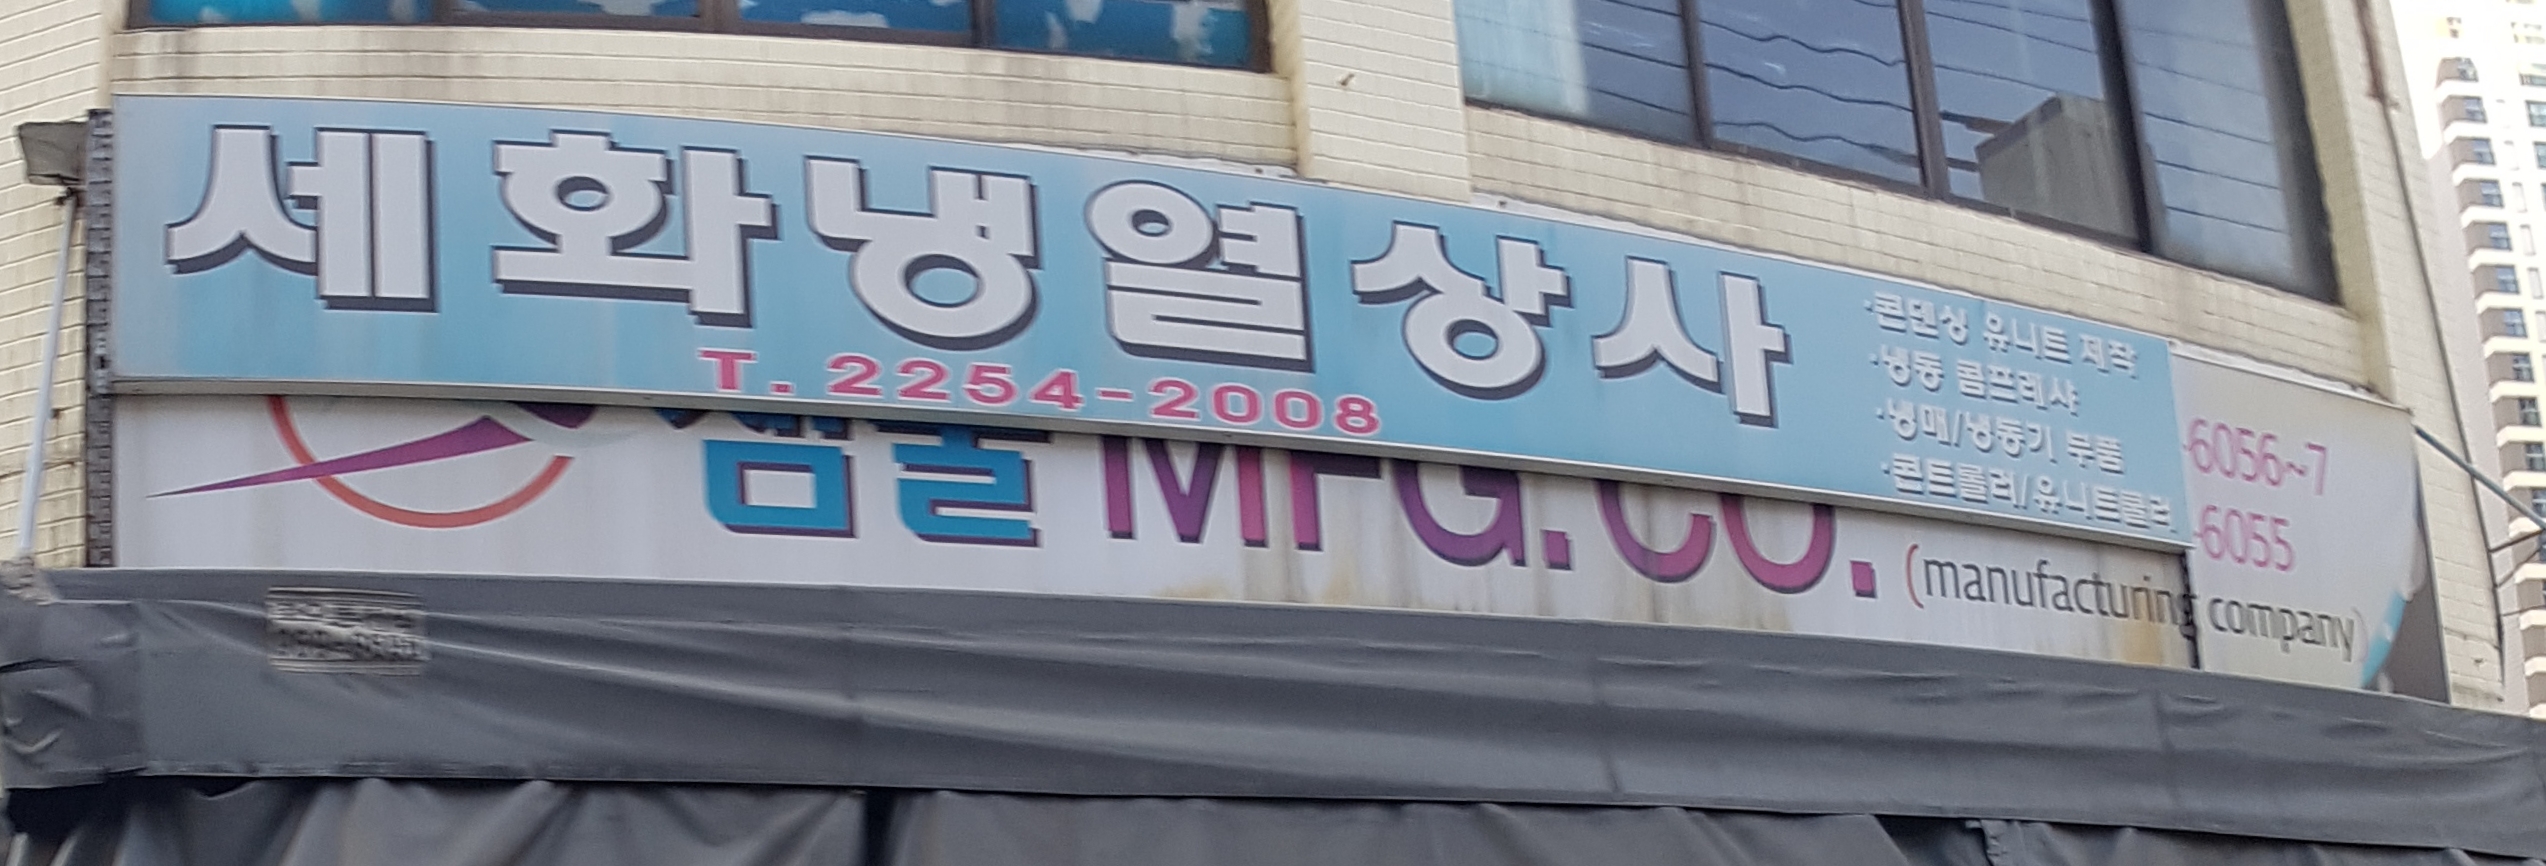 세화냉열상사
T. 2254-2008
·콘덴싱 유니트 제작
·냉동 콤프레샤
·냉매/냉동기 부품
·콘트롤러/유니트쿨러
-6056~7
-6055
MFG.CO.
(manufacturing company)